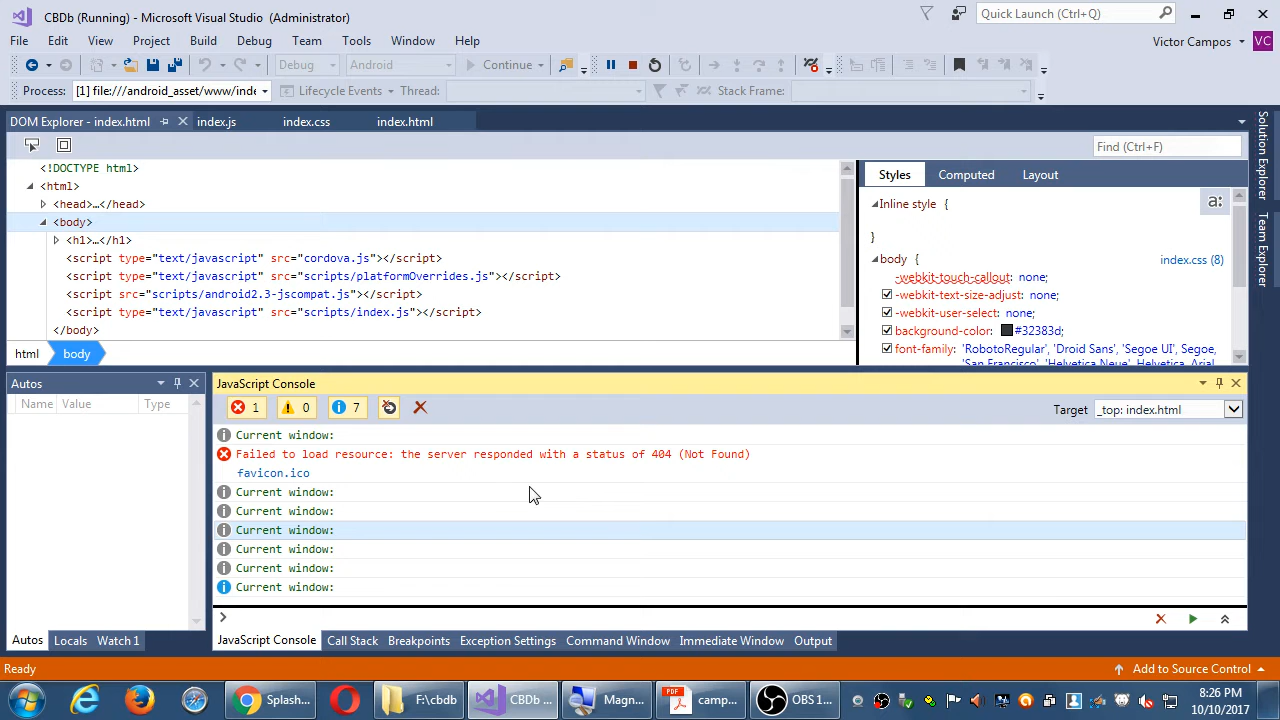 CBDb (Running) - Microsoft Visual Studio (Administrator)
Quick Launch (Ctrl+Q)
File Edit View Project Build Debug Team Tools Window Help
Victor Campos
VC
Debug
Android
Continue
Process:
[1] file:///android_asset/www/inde
Lifecycle Events
Thread:
Stack Frame:
DOM Explorer - index.html
index.js
index.css
index.html
Find (Ctrl+F)
<!DOCTYPE html>
<html>
<head>…</head>
<body>
<h1>…</h1>
<script type="text/javascript" src="cordova.js"></script>
<script type="text/javascript" src="scripts/platformOverrides.js"></script>
<script src="scripts/android2.3-jscompat.js"></script>
<script type="text/javascript" src="scripts/index.js"></script>
</body>
html
body
Styles
Computed
Layout
a:
Inline style {
}
body {
index.css (8)
-webkit-touch-callout: none;
-webkit-text-size-adjust: none;
-webkit-user-select: none;
background-color: #32383d;
font-family: 'RobotoRegular', 'Droid Sans', 'Segoe UI', Segoe,
'San Francisco', 'Helvetica Neue', Helvetica, Arial,
Solution Explorer
Team Explorer
Autos
Name
Value
Type
Autos
Locals
Watch 1
JavaScript Console
1
0
7
Target
_top: index.html
Current window:
Failed to load resource: the server responded with a status of 404 (Not Found)
favicon.ico
Current window:
Current window:
Current window:
Current window:
Current window:
Current window:
JavaScript Console
Call Stack
Breakpoints
Exception Settings
Command Window
Immediate Window
Output
Ready
Add to Source Control
Splash...
F:\cbdb
CBDb ...
Magn...
camp...
OBS 1...
8:26 PM
10/10/2017